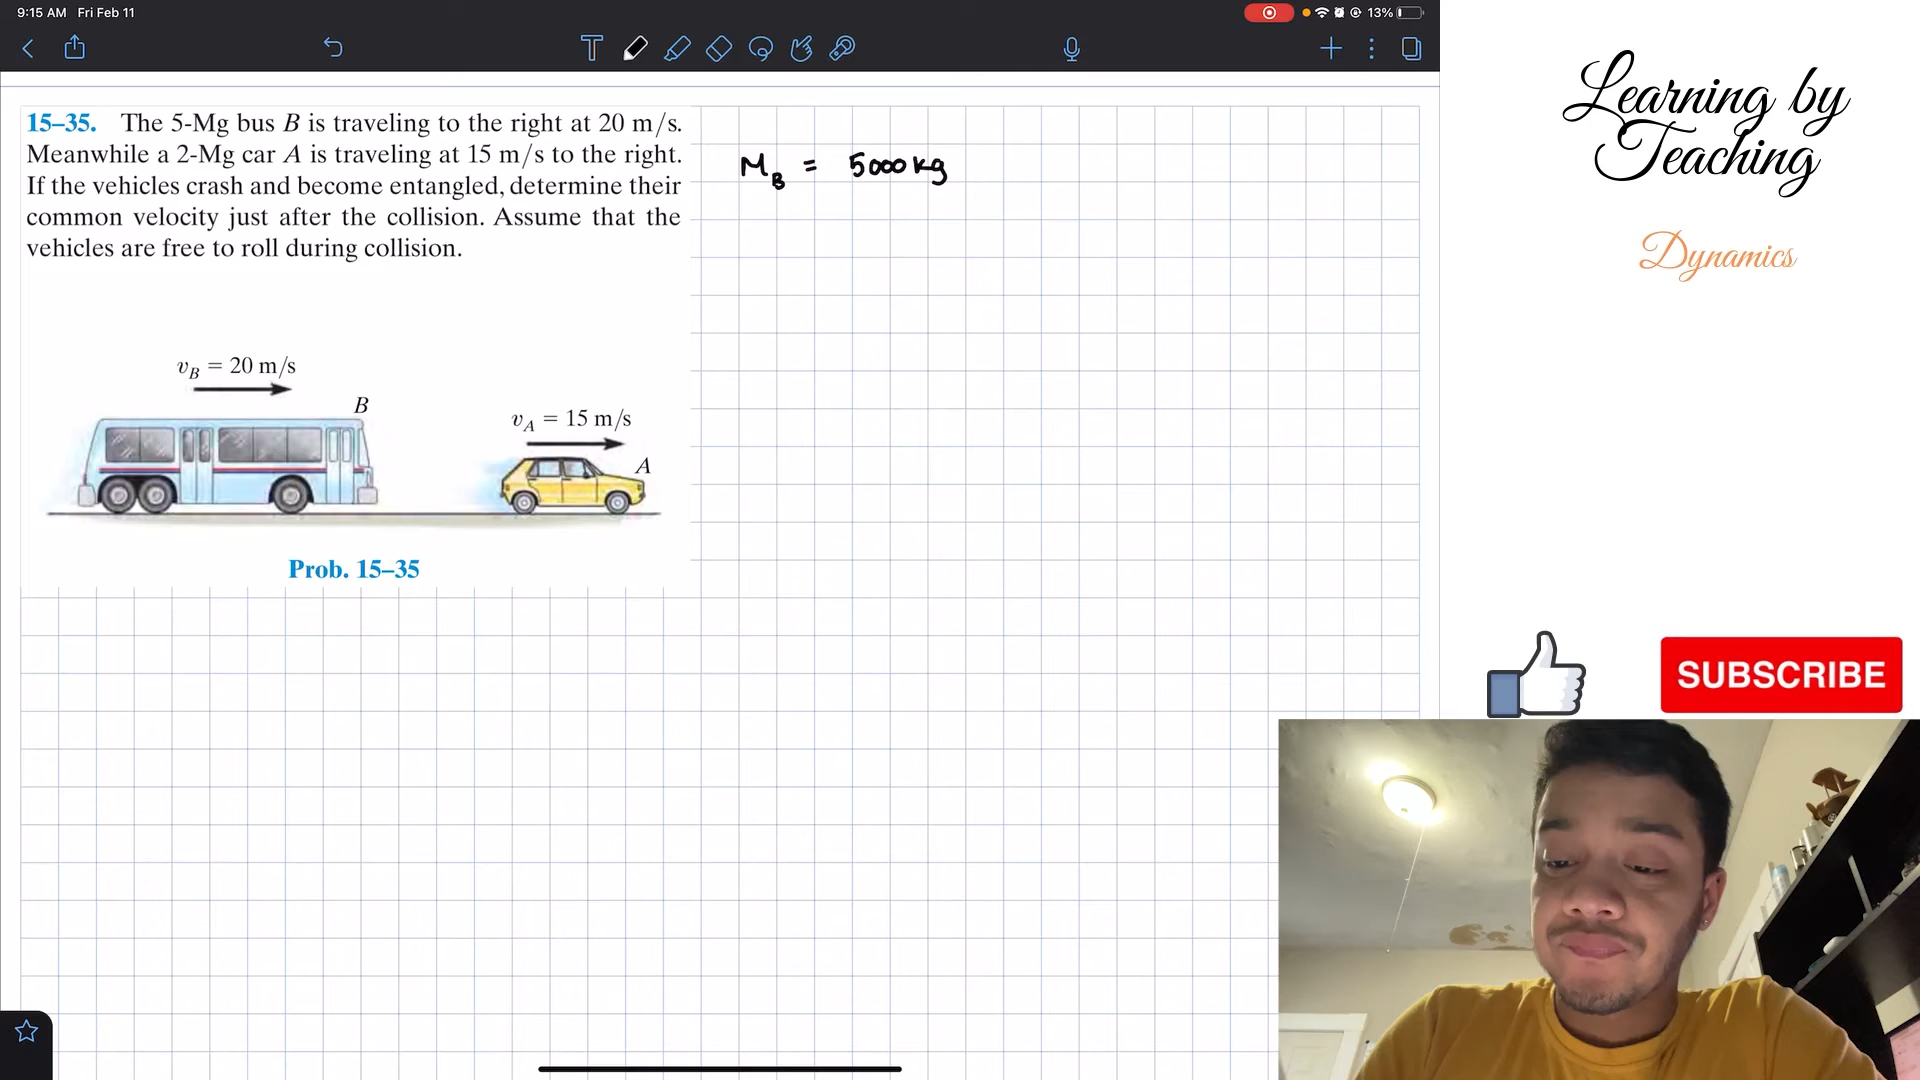 9:15 AM Fri Feb 11
13%
15–35. The 5-Mg bus B is traveling to the right at 20 m/s.
Meanwhile a 2-Mg car A is traveling at 15 m/s to the right.
If the vehicles crash and become entangled, determine their
common velocity just after the collision. Assume that the
vehicles are free to roll during collision.
v_B = 20 m/s
B
v_A = 15 m/s
A
Prob. 15–35
M_B = 5000 kg
Learning by
Teaching
Dynamics
SUBSCRIBE